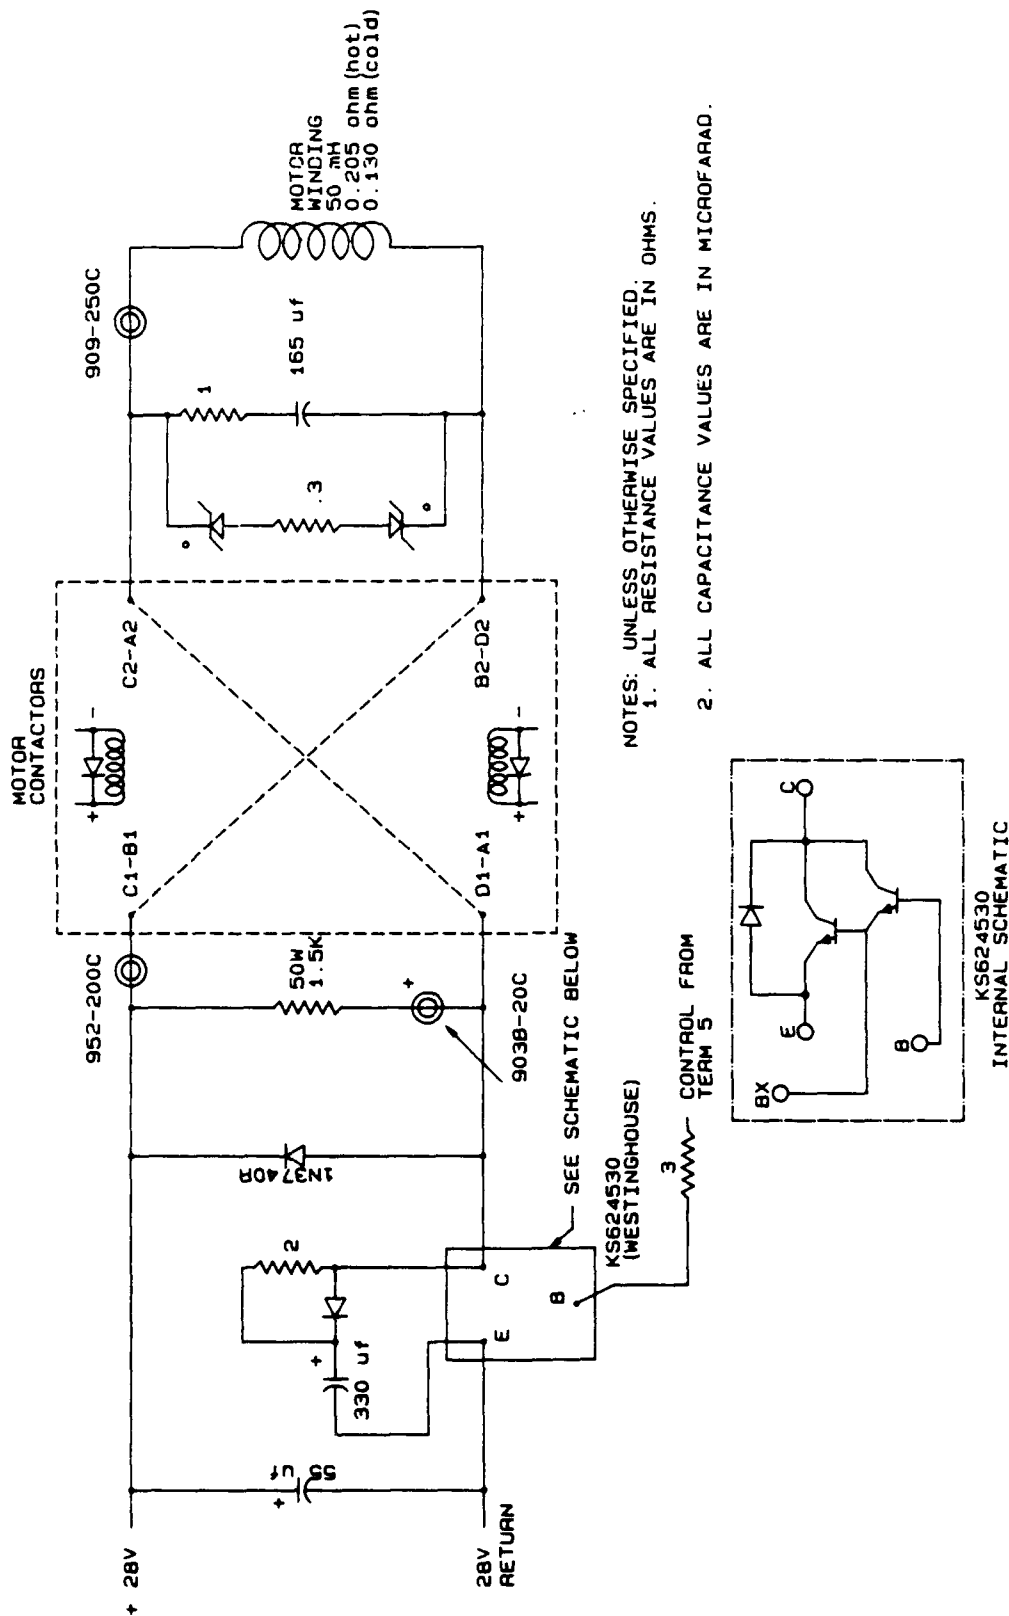 + 28V
28V
RETURN
+
55
uf
+
330 uf
2
E
C
B
1N3740R
SEE SCHEMATIC BELOW
KS624530
(WESTINGHOUSE)
3
CONTROL FROM
TERM 5
952-200C
50W
1.5K
+
903B-20C
MOTOR
CONTACTORS
C1-B1
C2-A2
+
-
D1-A1
B2-D2
+
-
.3
1
165 uf
909-250C
MOTOR
WINDING
50 mH
0.205 ohm (hot)
0.130 ohm (cold)
NOTES: UNLESS OTHERWISE SPECIFIED.
1. ALL RESISTANCE VALUES ARE IN OHMS.
2. ALL CAPACITANCE VALUES ARE IN MICROFARAD.
BX
E
B
C
KS624530
INTERNAL SCHEMATIC